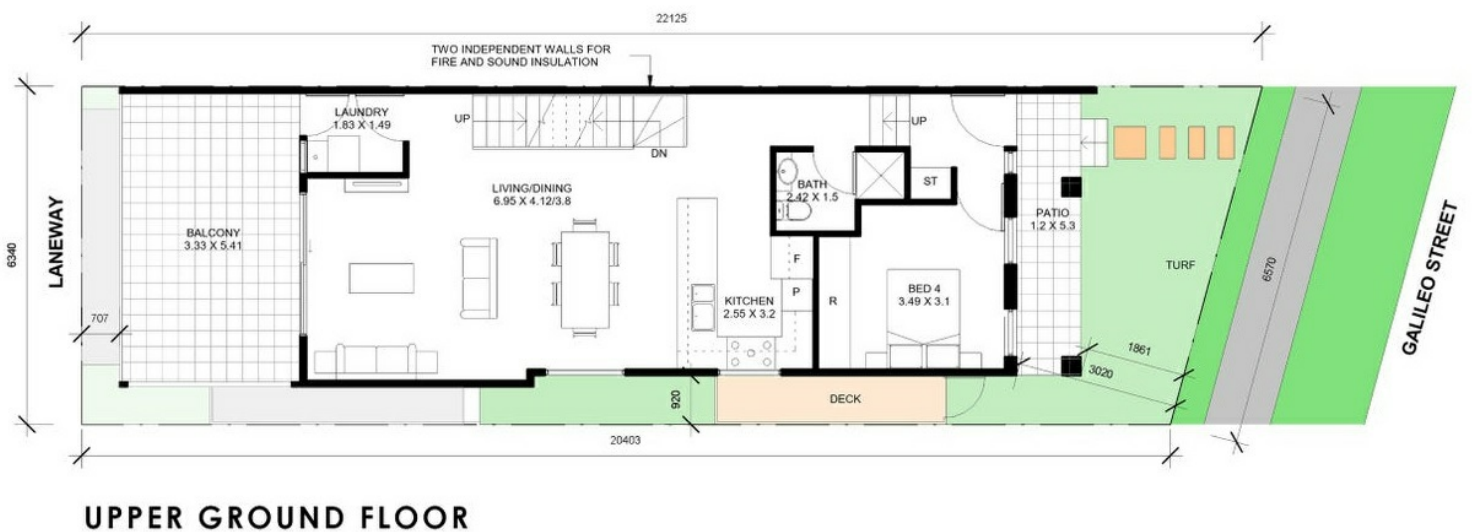 22125
TWO INDEPENDENT WALLS FOR
FIRE AND SOUND INSULATION
LAUNDRY
1.83 X 1.49
UP
DN
UP
LIVING/DINING
6.95 X 4.12/3.8
BATH
2.42 X 1.5
ST
PATIO
1.2 X 5.3
BALCONY
3.33 X 5.41
LANEWAY
6340
707
F
P
KITCHEN
2.55 X 3.2
R
BED 4
3.49 X 3.1
TURF
6570
GALILEO STREET
1861
3020
920
DECK
20403
UPPER GROUND FLOOR